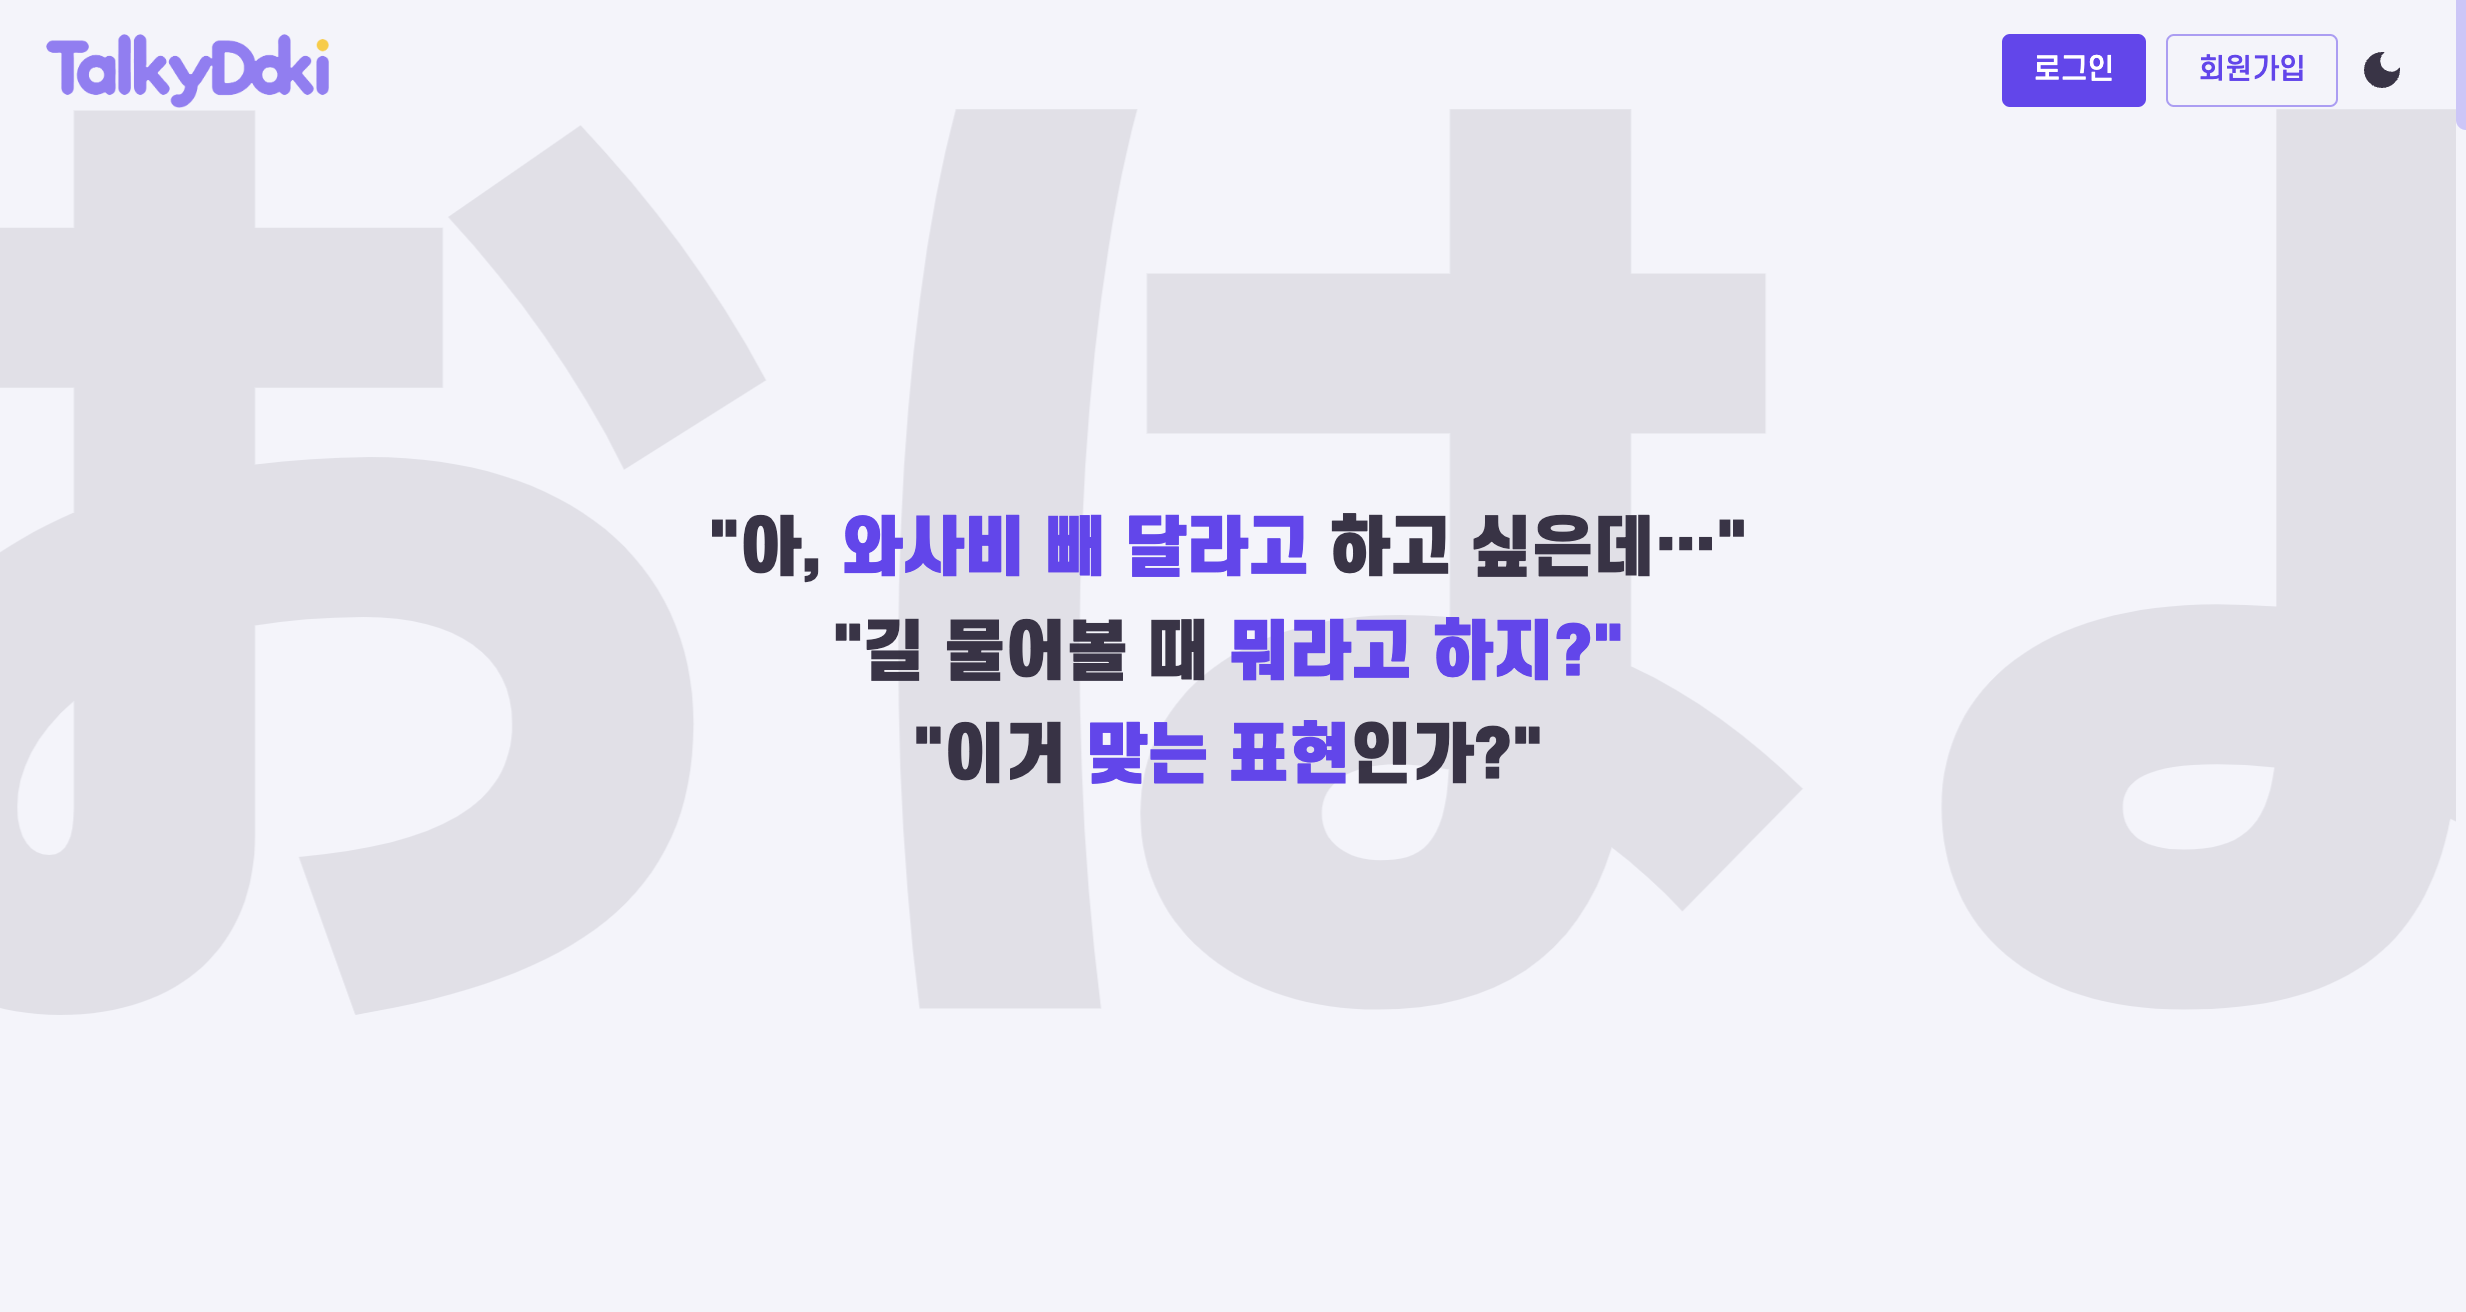 TalkyDoki
로그인
회원가입
おは
"아, 와사비 빼 달라고 하고 싶은데…"
"길 물어볼 때 뭐라고 하지?"
"이거 맞는 표현인가?"